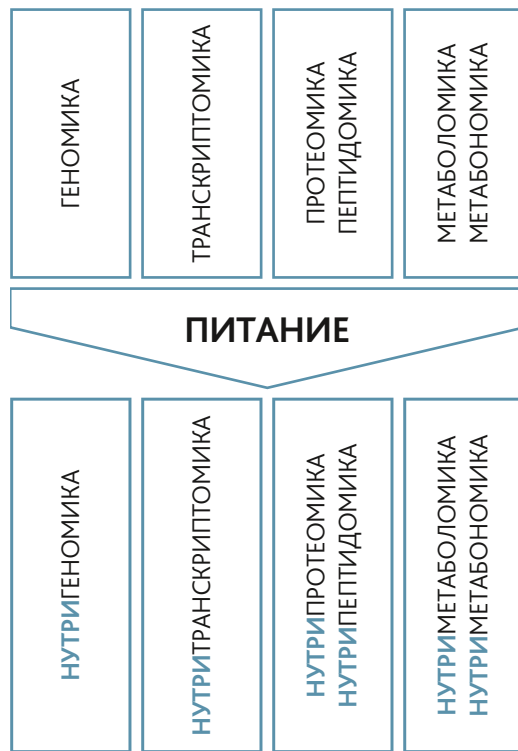 ГЕНОМИКА
ТРАНСКРИПТОМИКА
ПРОТЕОМИКА
ПЕПТИДОМИКА
МЕТАБОЛОМИКА
МЕТАБОНОМИКА
ПИТАНИЕ
НУТРИГЕНОМИКА
НУТРИТРАНСКРИПТОМИКА
НУТРИПРОТЕОМИКА
НУТРИПЕПТИДОМИКА
НУТРИМЕТАБОЛОМИКА
НУТРИМЕТАБОНОМИКА